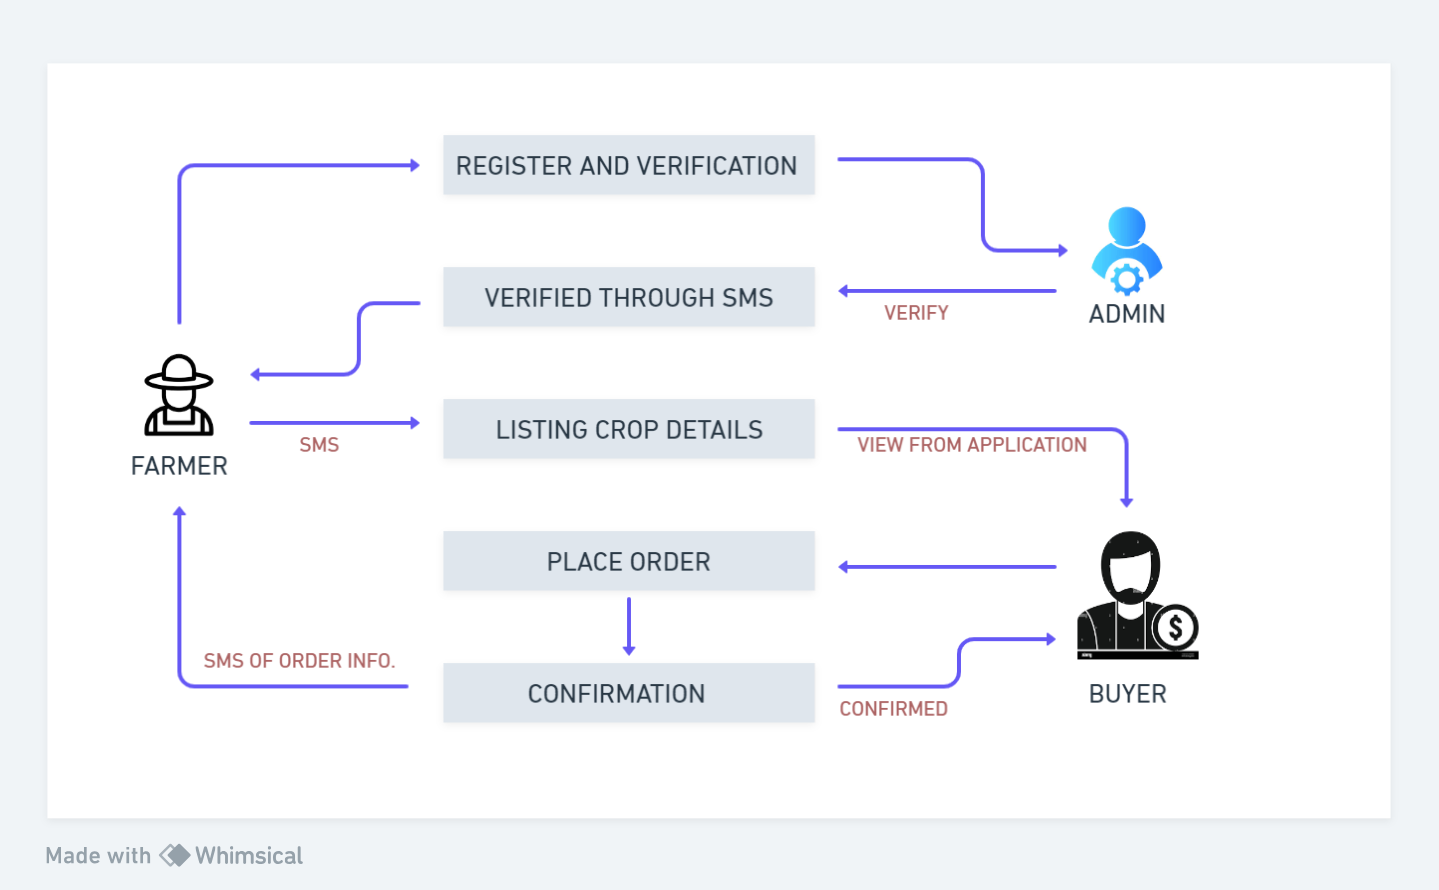 REGISTER AND VERIFICATION
VERIFIED THROUGH SMS
VERIFY
ADMIN
LISTING CROP DETAILS
SMS
VIEW FROM APPLICATION
FARMER
PLACE ORDER
SMS OF ORDER INFO.
CONFIRMATION
CONFIRMED
BUYER
$
Made with Whimsical